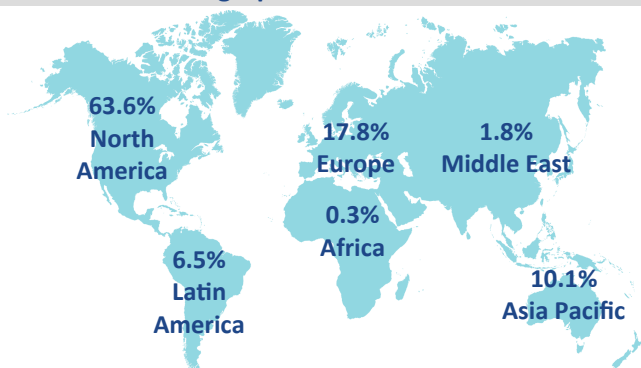 63.6%
North
America
17.8%
Europe
1.8%
Middle East
0.3%
Africa
6.5%
Latin
America
10.1%
Asia Pacific